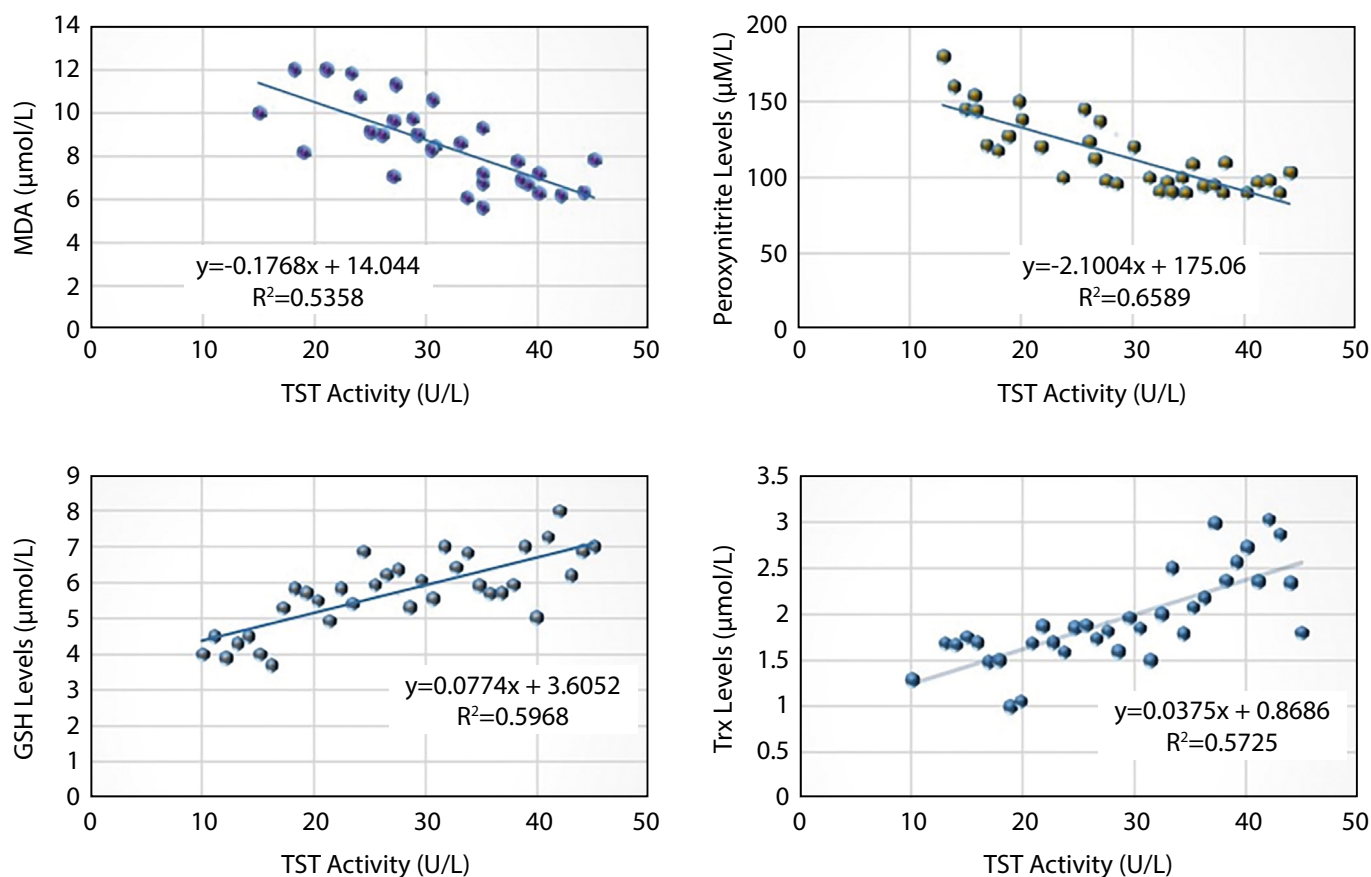 MDA (µmol/L)
14
12
10
8
6
4
2
0
y=-0.1768x + 14.044
R²=0.5358
0 10 20 30 40 50
TST Activity (U/L)
Peroxynitrite Levels (µM/L)
200
150
100
50
0
y=-2.1004x + 175.06
R²=0.6589
0 10 20 30 40 50
TST Activity (U/L)
GSH Levels (µmol/L)
9
8
7
6
5
4
3
2
1
0
y=0.0774x + 3.6052
R²=0.5968
0 10 20 30 40 50
TST Activity (U/L)
Trx Levels (µmol/L)
3.5
3
2.5
2
1.5
1
0.5
0
y=0.0375x + 0.8686
R²=0.5725
0 10 20 30 40 50
TST Activity (U/L)